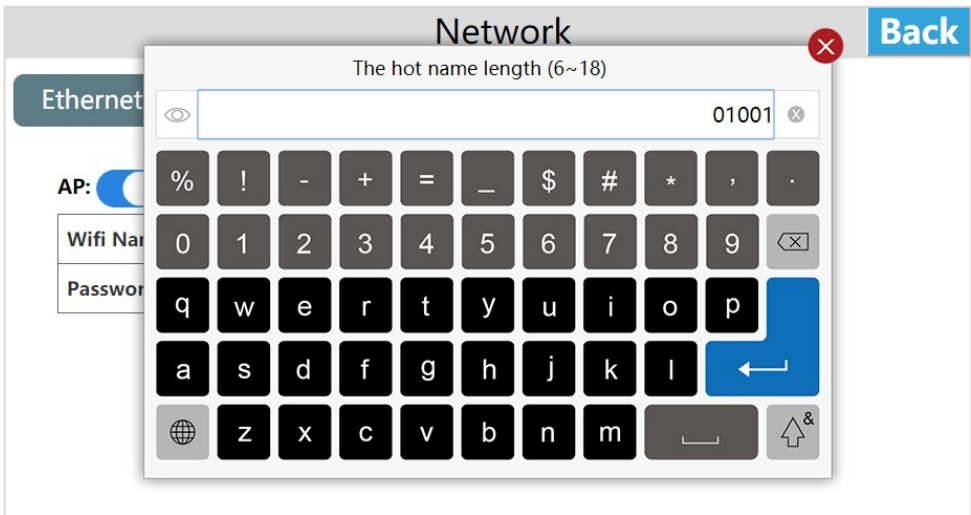 Network
Back
The hot name length (6~18)
Ethernet
01001
AP:
% ! - + = _ $ # * , .
Wifi Nar
0 1 2 3 4 5 6 7 8 9
Passwor
q w e r t y u i o p
a s d f g h j k l
z x c v b n m
&